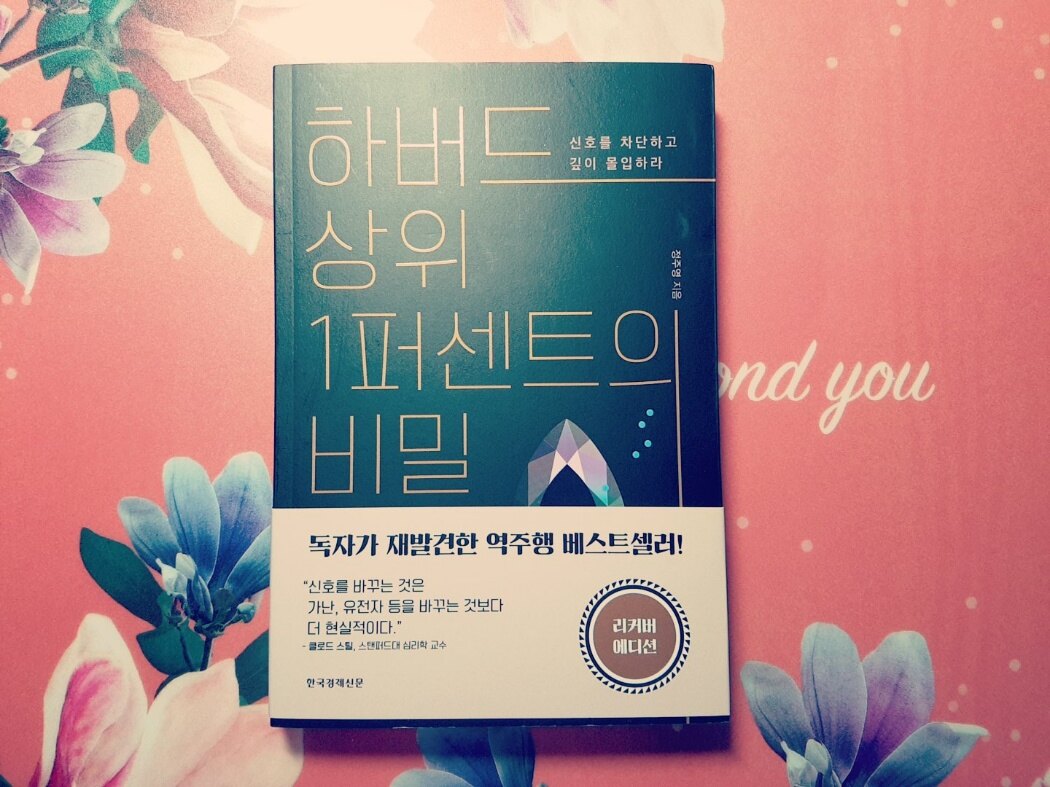 하버드
신호를 차단하고
깊이 몰입하라
상위
정주영 지음
1퍼센트의
비밀
ond you
독자가 재발견한 역주행 베스트셀러!
“신호를 바꾸는 것은
가난, 유전자 등을 바꾸는 것보다
더 현실적이다.”
- 클로드 스틸, 스탠퍼드대 심리학 교수
리커버
에디션
한국경제신문